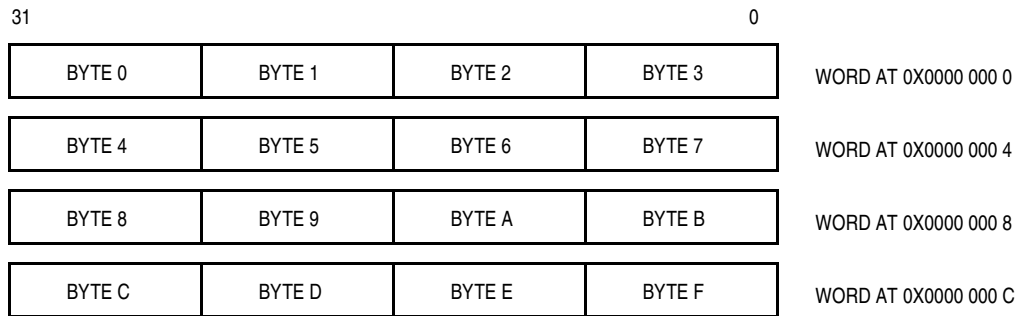 31 0
BYTE 0 BYTE 1 BYTE 2 BYTE 3 WORD AT 0X0000 000 0
BYTE 4 BYTE 5 BYTE 6 BYTE 7 WORD AT 0X0000 000 4
BYTE 8 BYTE 9 BYTE A BYTE B WORD AT 0X0000 000 8
BYTE C BYTE D BYTE E BYTE F WORD AT 0X0000 000 C